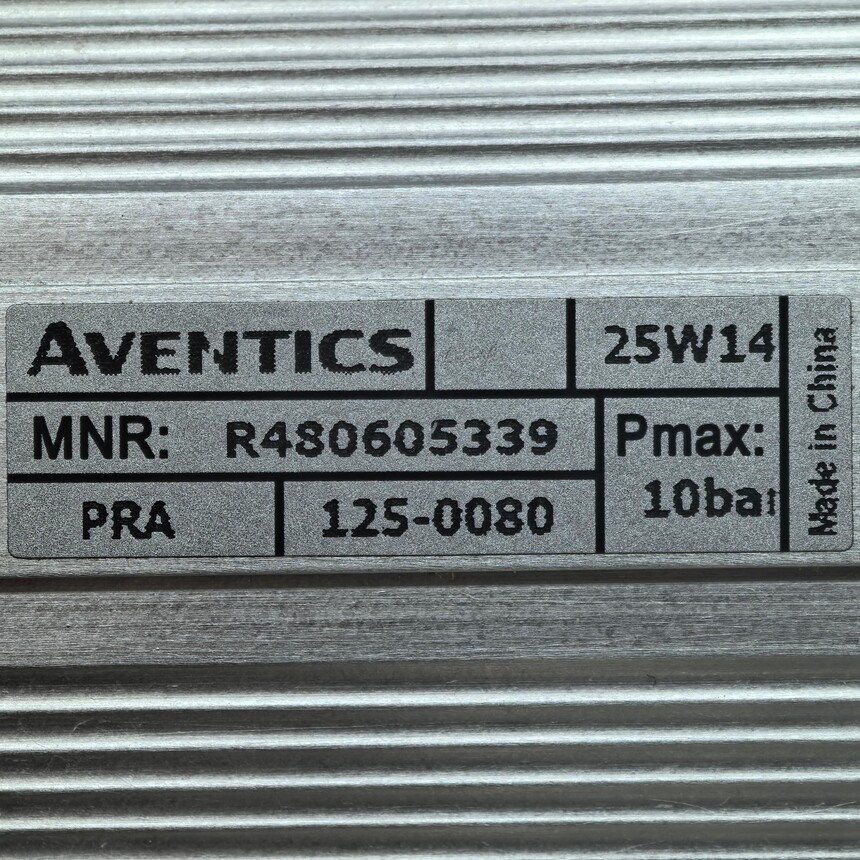 AVENTICS
25W14
MNR: R480605339
Pmax:
10bar
PRA
125-0080
Made in China